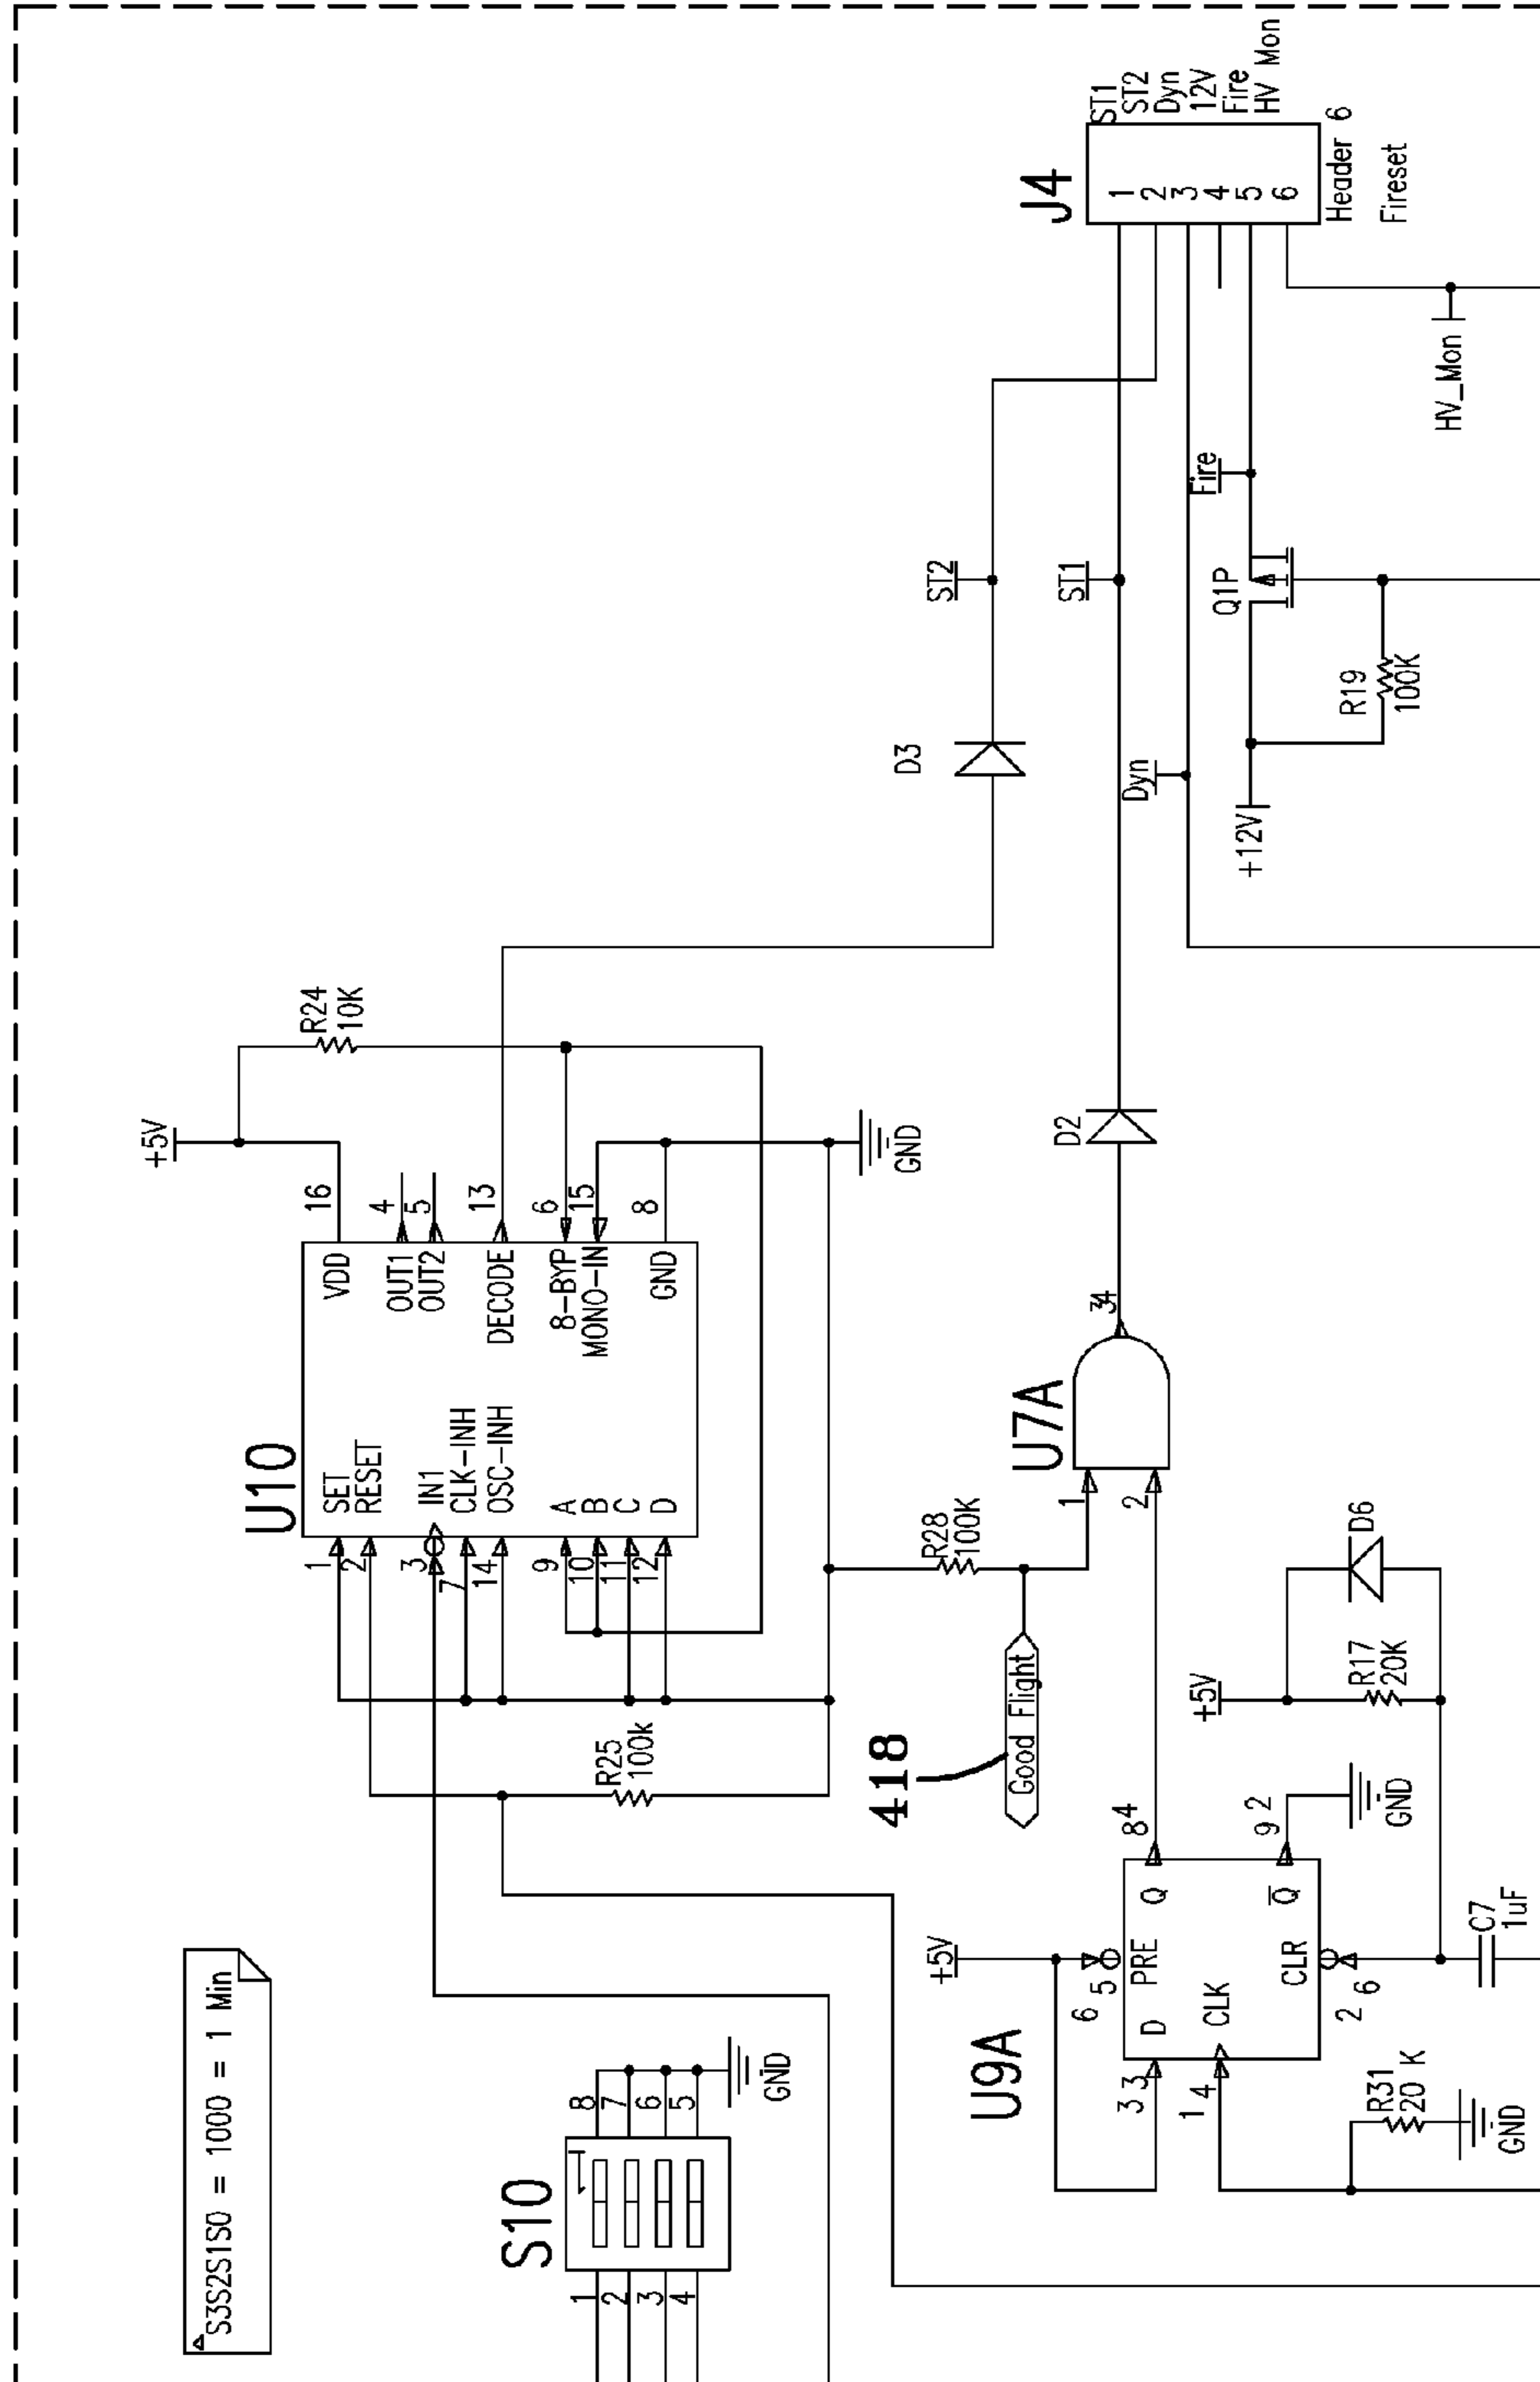 S3S2S1S0 = 1000 = 1 Min
S10
1
2
3
4
8
7
6
5
GND
U10
1
2
3
7
14
9
10
11
12
SET
RESET
IN1
CLK-INH
OSC-INH
A
B
C
D
VDD
OUT1
OUT2
DECODE
8-BYP
MONO-IN
GND
16
4
5
13
6
15
8
+5V
R24
10K
GND
R25
100k
R28
100K
418
Good Flight
U7A
1
2
34
D2
D3
ST2
ST1
Dyn
+12V
Q1P
R19
100K
Fire
HV_Mon
J4
1
2
3
4
5
6
ST1
ST2
Dyn
12V
Fire
HV Mon
Header 6
Fireset
U9A
+5V
6 5
PRE
D
Q
CLK
Q
CLR
3 3
1 4
8 4
9 2
2 6
GND
+5V
R17
20K
D6
C7
1uF
R31
20 K
GND